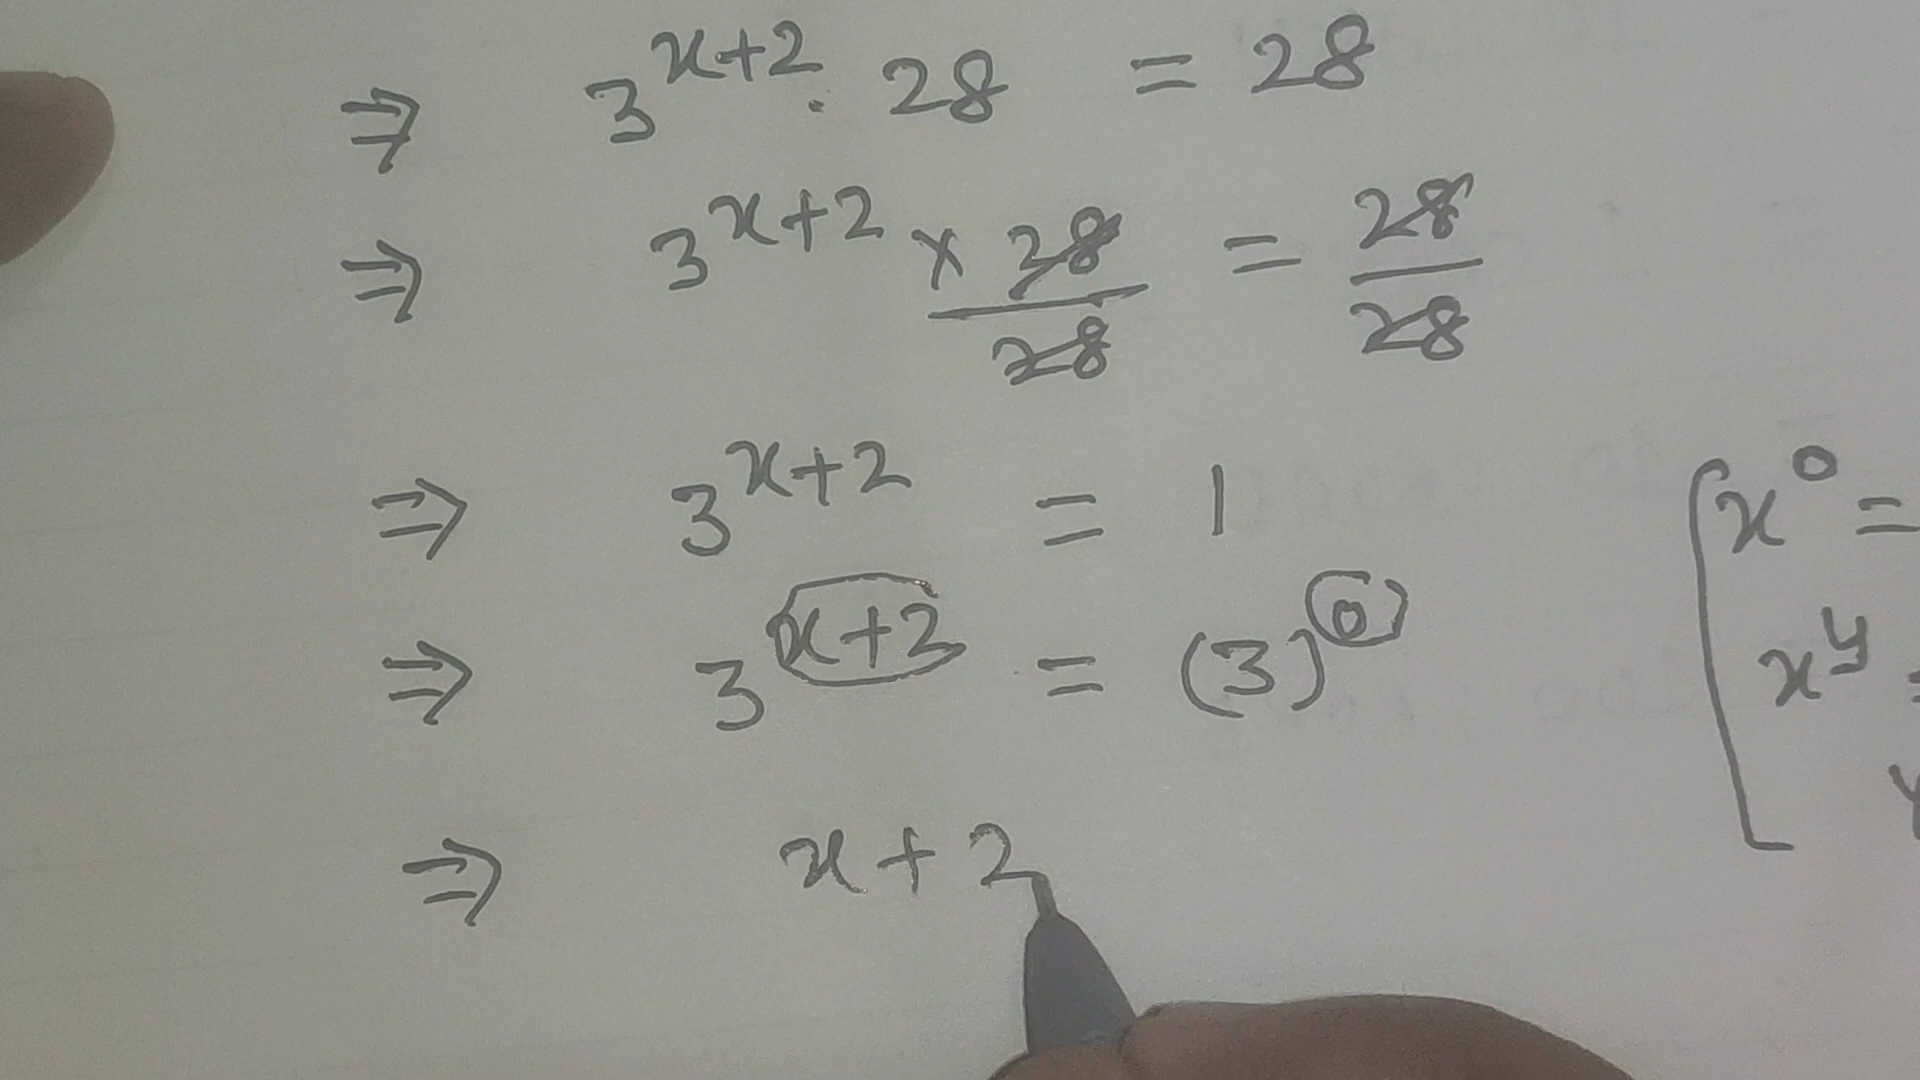 ⇒ 3^{x+2} . 28 = 28
⇒ 3^{x+2} × 28/28 = 28/28
⇒ 3^{x+2} = 1
⇒ 3^{x+2} = (3)^0
⇒ x + 2
[x^0 =
x^y =